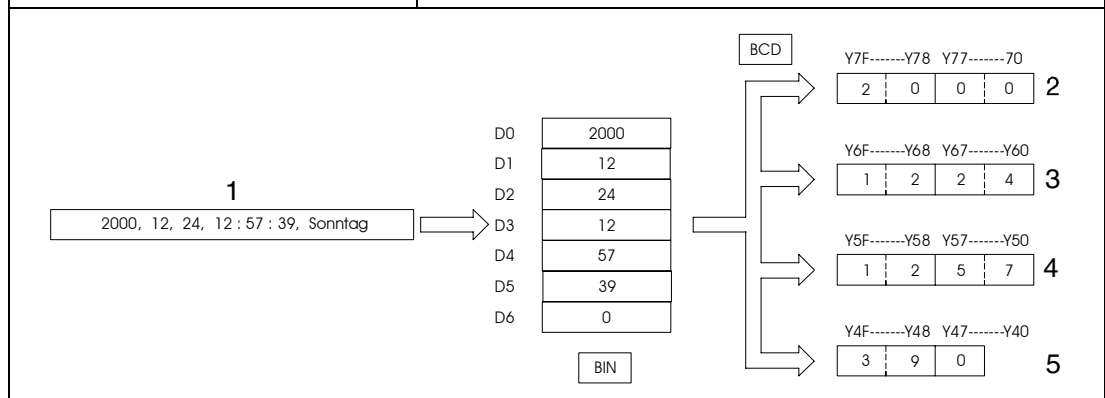 BCD
Y7F-------Y78 Y77-------70
2 0 0 0 2
D0 2000
D1 12
Y6F-------Y68 Y67-------Y60
1 2 2 4 3
1
D2 24
2000, 12, 24, 12 : 57 : 39, Sonntag
D3 12
Y5F-------Y58 Y57-------Y50
D4 57
1 2 5 7 4
D5 39
D6 0
Y4F-------Y48 Y47-------Y40
3 9 0 5
BIN